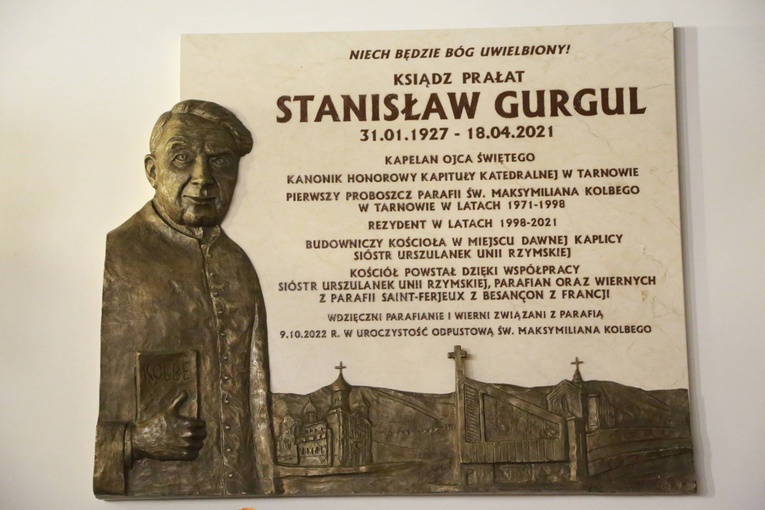 NIECH BĘDZIE BÓG UWIELBIONY!
KSIĄDZ PRAŁAT
STANISŁAW GURGUL
31.01.1927 - 18.04.2021
KAPELAN OJCA ŚWIĘTEGO
KANONIK HONOROWY KAPITUŁY KATEDRALNEJ W TARNOWIE
PIERWSZY PROBOSZCZ PARAFII ŚW. MAKSYMILIANA KOLBEGO
W TARNOWIE W LATACH 1971-1998
REZYDENT W LATACH 1998-2021
BUDOWNICZY KOŚCIOŁA W MIEJSCU DAWNEJ KAPLICY
SIÓSTR URSZULANEK UNII RZYMSKIEJ
KOŚCIÓŁ POWSTAŁ DZIĘKI WSPÓŁPRACY
SIÓSTR URSZULANEK UNII RZYMSKIEJ, PARAFIAN ORAZ WIERNYCH
Z PARAFII SAINT-FERJEUX Z BESANÇON Z FRANCJI
WDZIĘCZNI PARAFIANIE I WIERNI ZWIĄZANI Z PARAFIĄ
9.10.2022 R. W UROCZYSTOŚĆ ODPUSTOWĄ ŚW. MAKSYMILIANA KOLBEGO
KOLBE